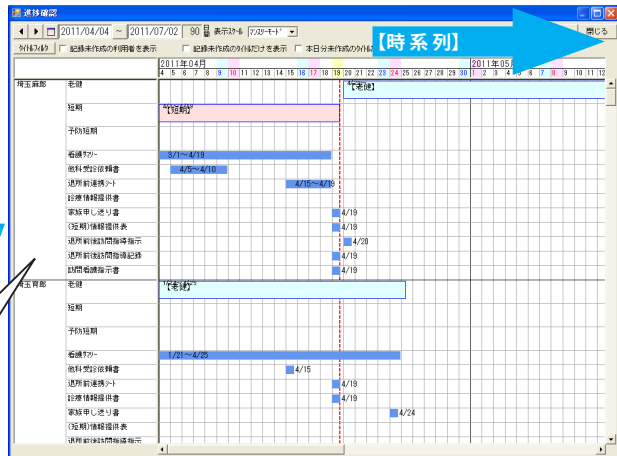 進捗確認
2011/04/04 ~ 2011/07/02 90日 表示スケール マンスリーモード 【時系列】 閉じる
タイトルフィルタ 記録未作成の利用者を表示 記録未作成のタイトルだけを表示 本日分未作成のタイトル
2011年04月 2011年05月
4 5 6 7 8 9 10 11 12 13 14 15 16 17 18 19 20 21 22 23 24 25 26 27 28 29 30 1 2 3 4 5 6 7 8 9 10 11 12
埼玉麻郎 老健 【老健】
短期 【短期】
予防短期
看護サマリー 3/1～4/19
他科受診依頼書 4/5～4/10
退所前連携シート 4/15～4/19
診療情報提供書
家族申し送り書 4/19
(短期)情報提供表 4/19
退所前後訪問指導指示 4/20
退所前後訪問指導記録 4/19
訪問看護指示書 4/19
埼玉育郎 老健 【老健】
短期
予防短期
看護サマリー 1/21～4/25
他科受診依頼書 4/15
退所前連携シート 4/19
診療情報提供書 4/19
家族申し送り書 4/24
(短期)情報提供表
退所前後訪問指導指示